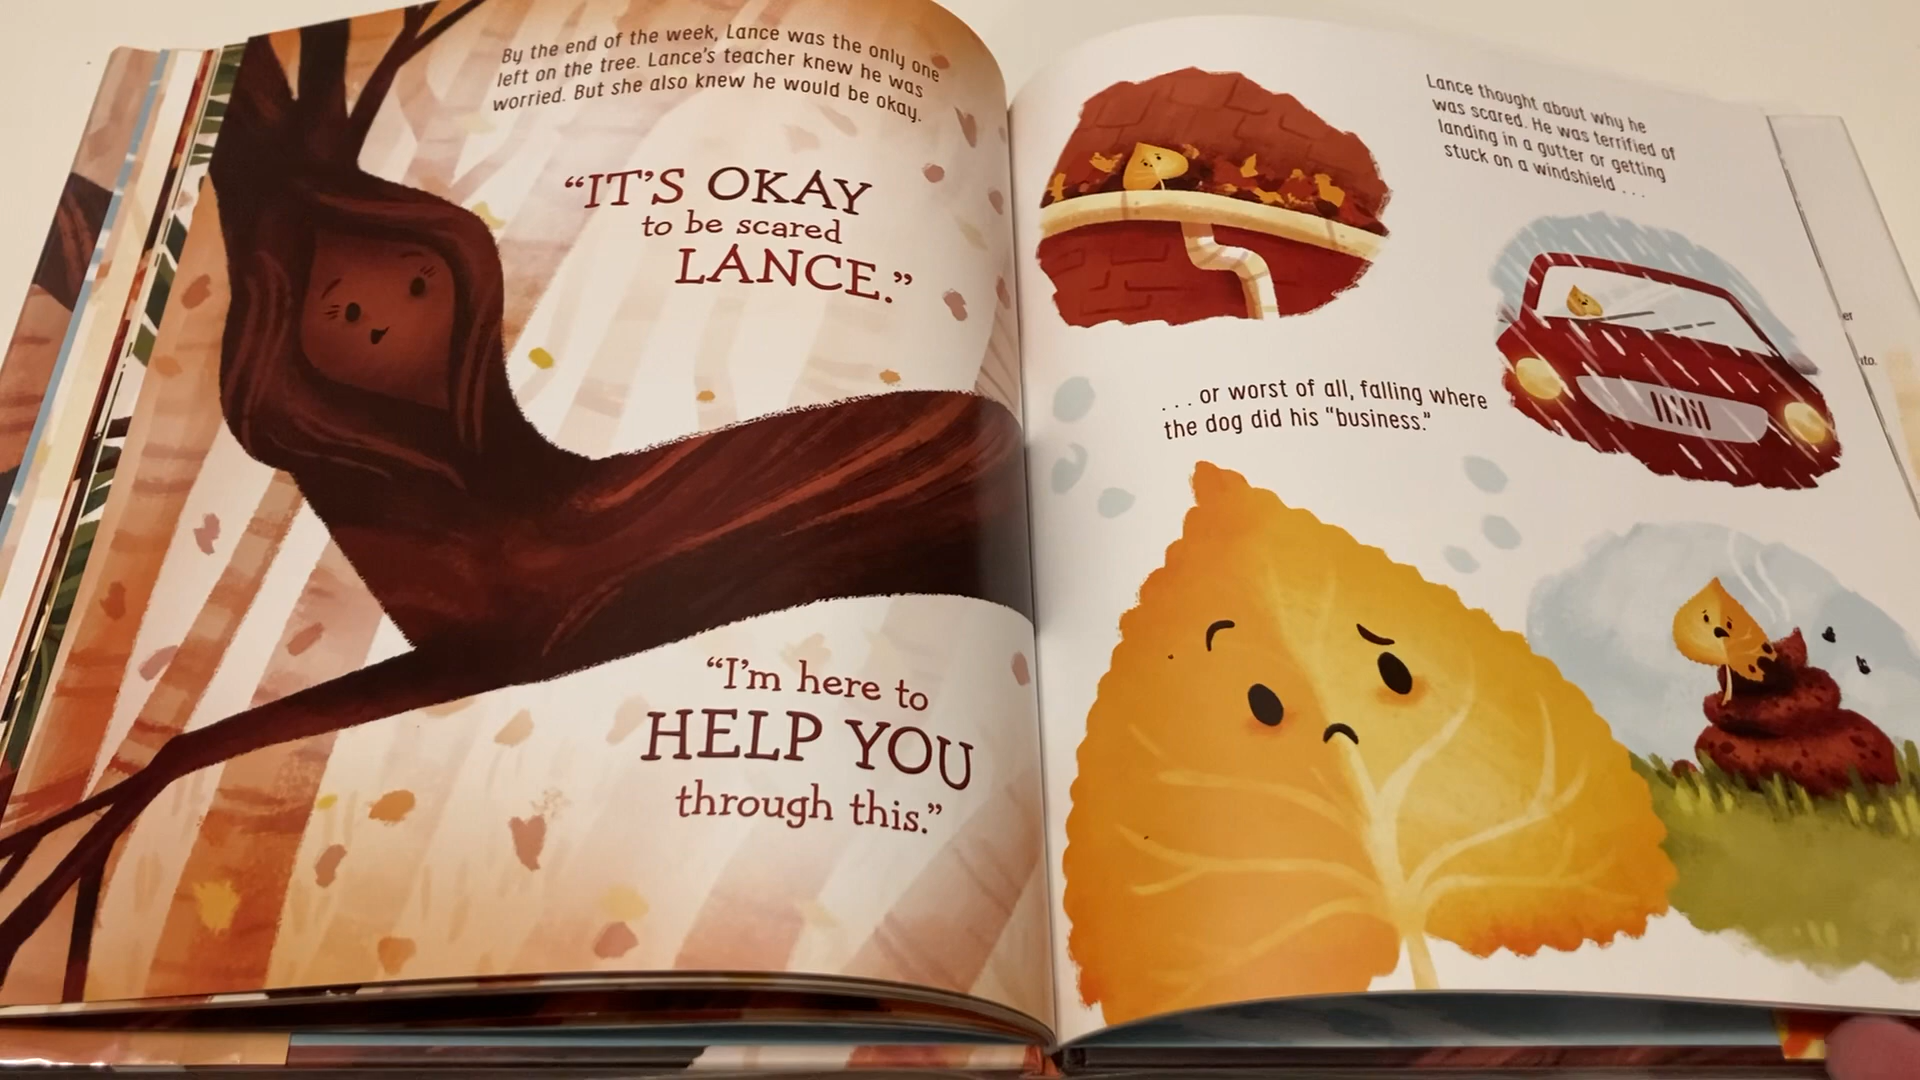 By the end of the week, Lance was the only one
left on the tree. Lance's teacher knew he was
worried. But she also knew he would be okay.
“IT'S OKAY
to be scared
LANCE.”
“I'm here to
HELP YOU
through this.”
Lance thought about why he
was scared. He was terrified of
landing in a gutter or getting
stuck on a windshield . . .
. . . or worst of all, falling where
the dog did his “business.”
er
ito.